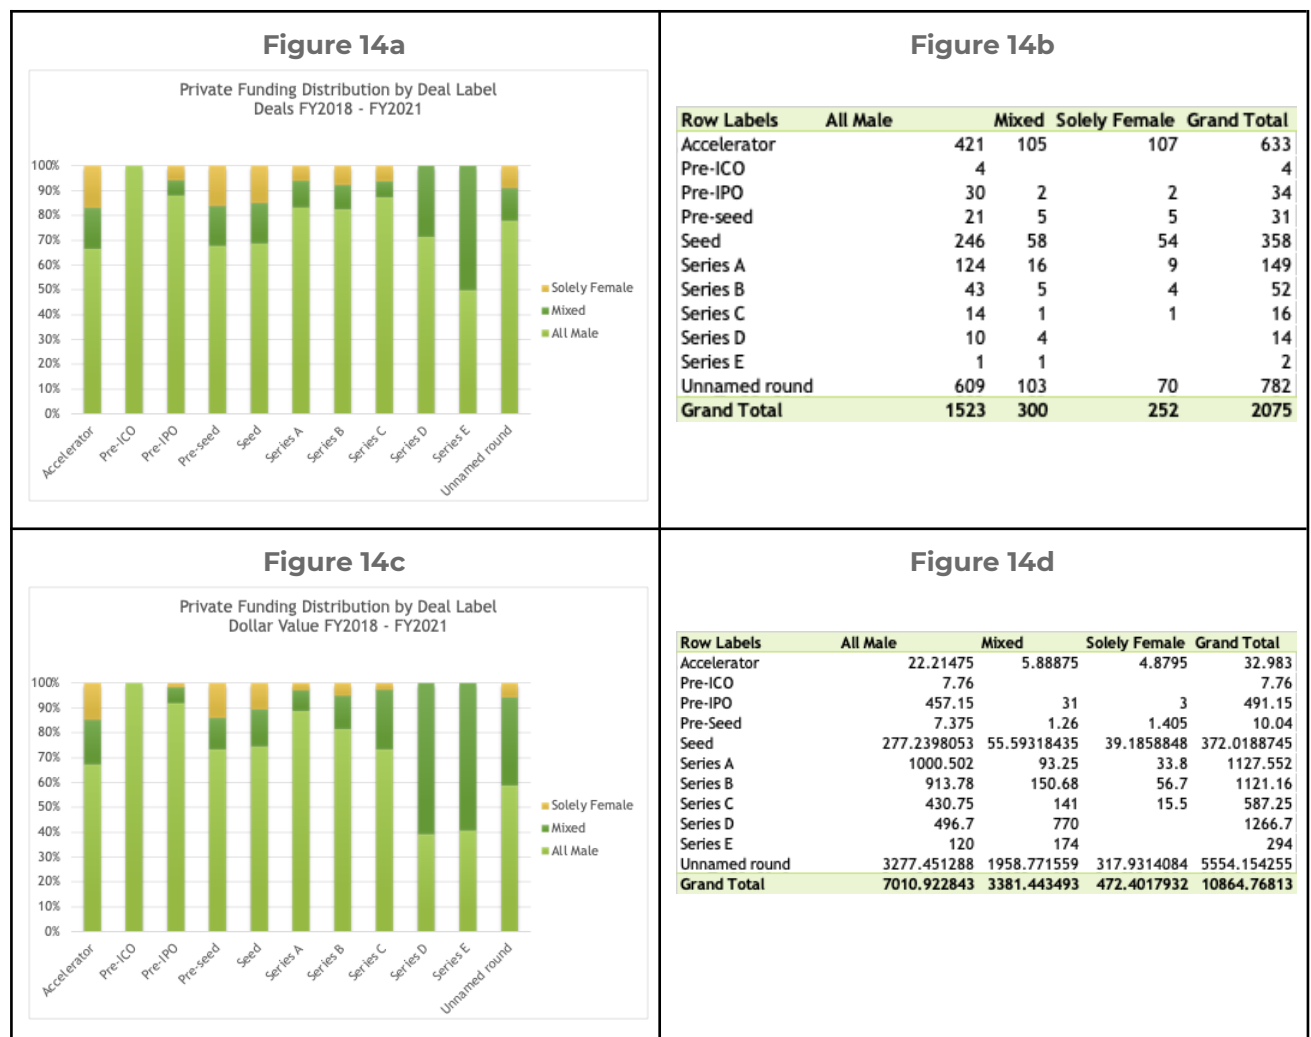 Figure 14a
Private Funding Distribution by Deal Label
Deals FY2018 - FY2021
100%
90%
80%
70%
60%
50%
40%
30%
20%
10%
0%
Accelerator
Pre-ICO
Pre-IPO
Pre-seed
Seed
Series A
Series B
Series C
Series D
Series E
Unnamed round
Solely Female
Mixed
All Male
Figure 14b
Row Labels All Male Mixed Solely Female Grand Total
Accelerator 421 105 107 633
Pre-ICO 4 4
Pre-IPO 30 2 2 34
Pre-seed 21 5 5 31
Seed 246 58 54 358
Series A 124 16 9 149
Series B 43 5 4 52
Series C 14 1 1 16
Series D 10 4 14
Series E 1 1 2
Unnamed round 609 103 70 782
Grand Total 1523 300 252 2075
Figure 14c
Private Funding Distribution by Deal Label
Dollar Value FY2018 - FY2021
100%
90%
80%
70%
60%
50%
40%
30%
20%
10%
0%
Accelerator
Pre-ICO
Pre-IPO
Pre-seed
Seed
Series A
Series B
Series C
Series D
Series E
Unnamed round
Solely Female
Mixed
All Male
Figure 14d
Row Labels All Male Mixed Solely Female Grand Total
Accelerator 22.21475 5.88875 4.8795 32.983
Pre-ICO 7.76 7.76
Pre-IPO 457.15 31 3 491.15
Pre-Seed 7.375 1.26 1.405 10.04
Seed 277.2398053 55.59318435 39.1858848 372.0188745
Series A 1000.502 93.25 33.8 1127.552
Series B 913.78 150.68 56.7 1121.16
Series C 430.75 141 15.5 587.25
Series D 496.7 770 1266.7
Series E 120 174 294
Unnamed round 3277.451288 1958.771559 317.9314084 5554.154255
Grand Total 7010.922843 3381.443493 472.4017932 10864.76813